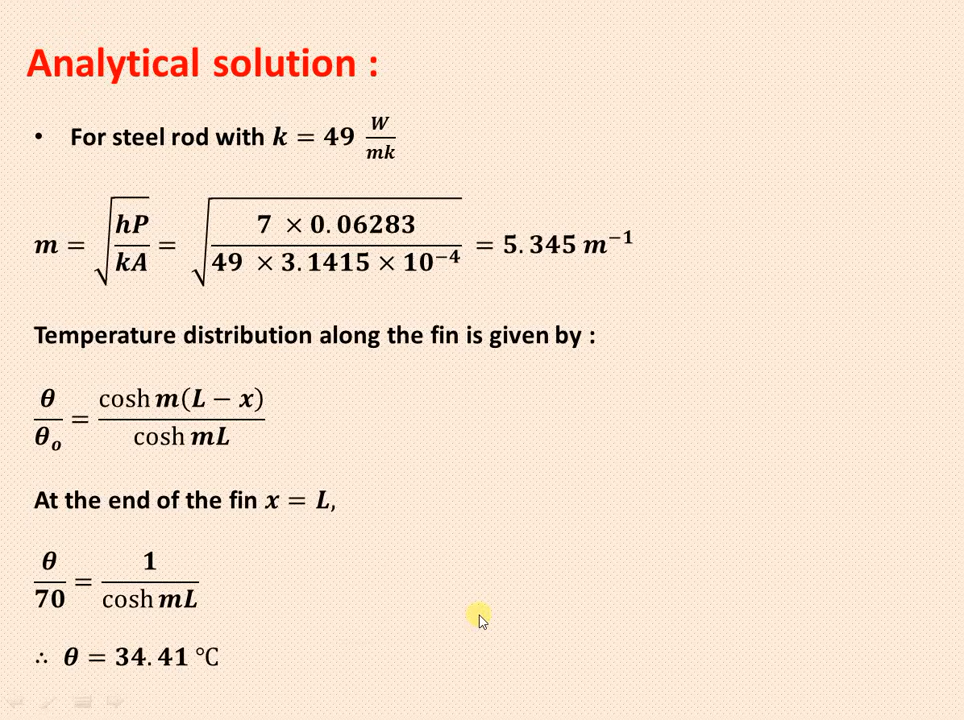 Analytical solution :
• For steel rod with k = 49 W/mk
m = √(hP/kA) = √((7 × 0.06283)/(49 × 3.1415 × 10⁻⁴)) = 5.345 m⁻¹
Temperature distribution along the fin is given by :
θ/θₒ = cosh m(L − x)/cosh mL
At the end of the fin x = L,
θ/70 = 1/cosh mL
∴ θ = 34.41 ℃